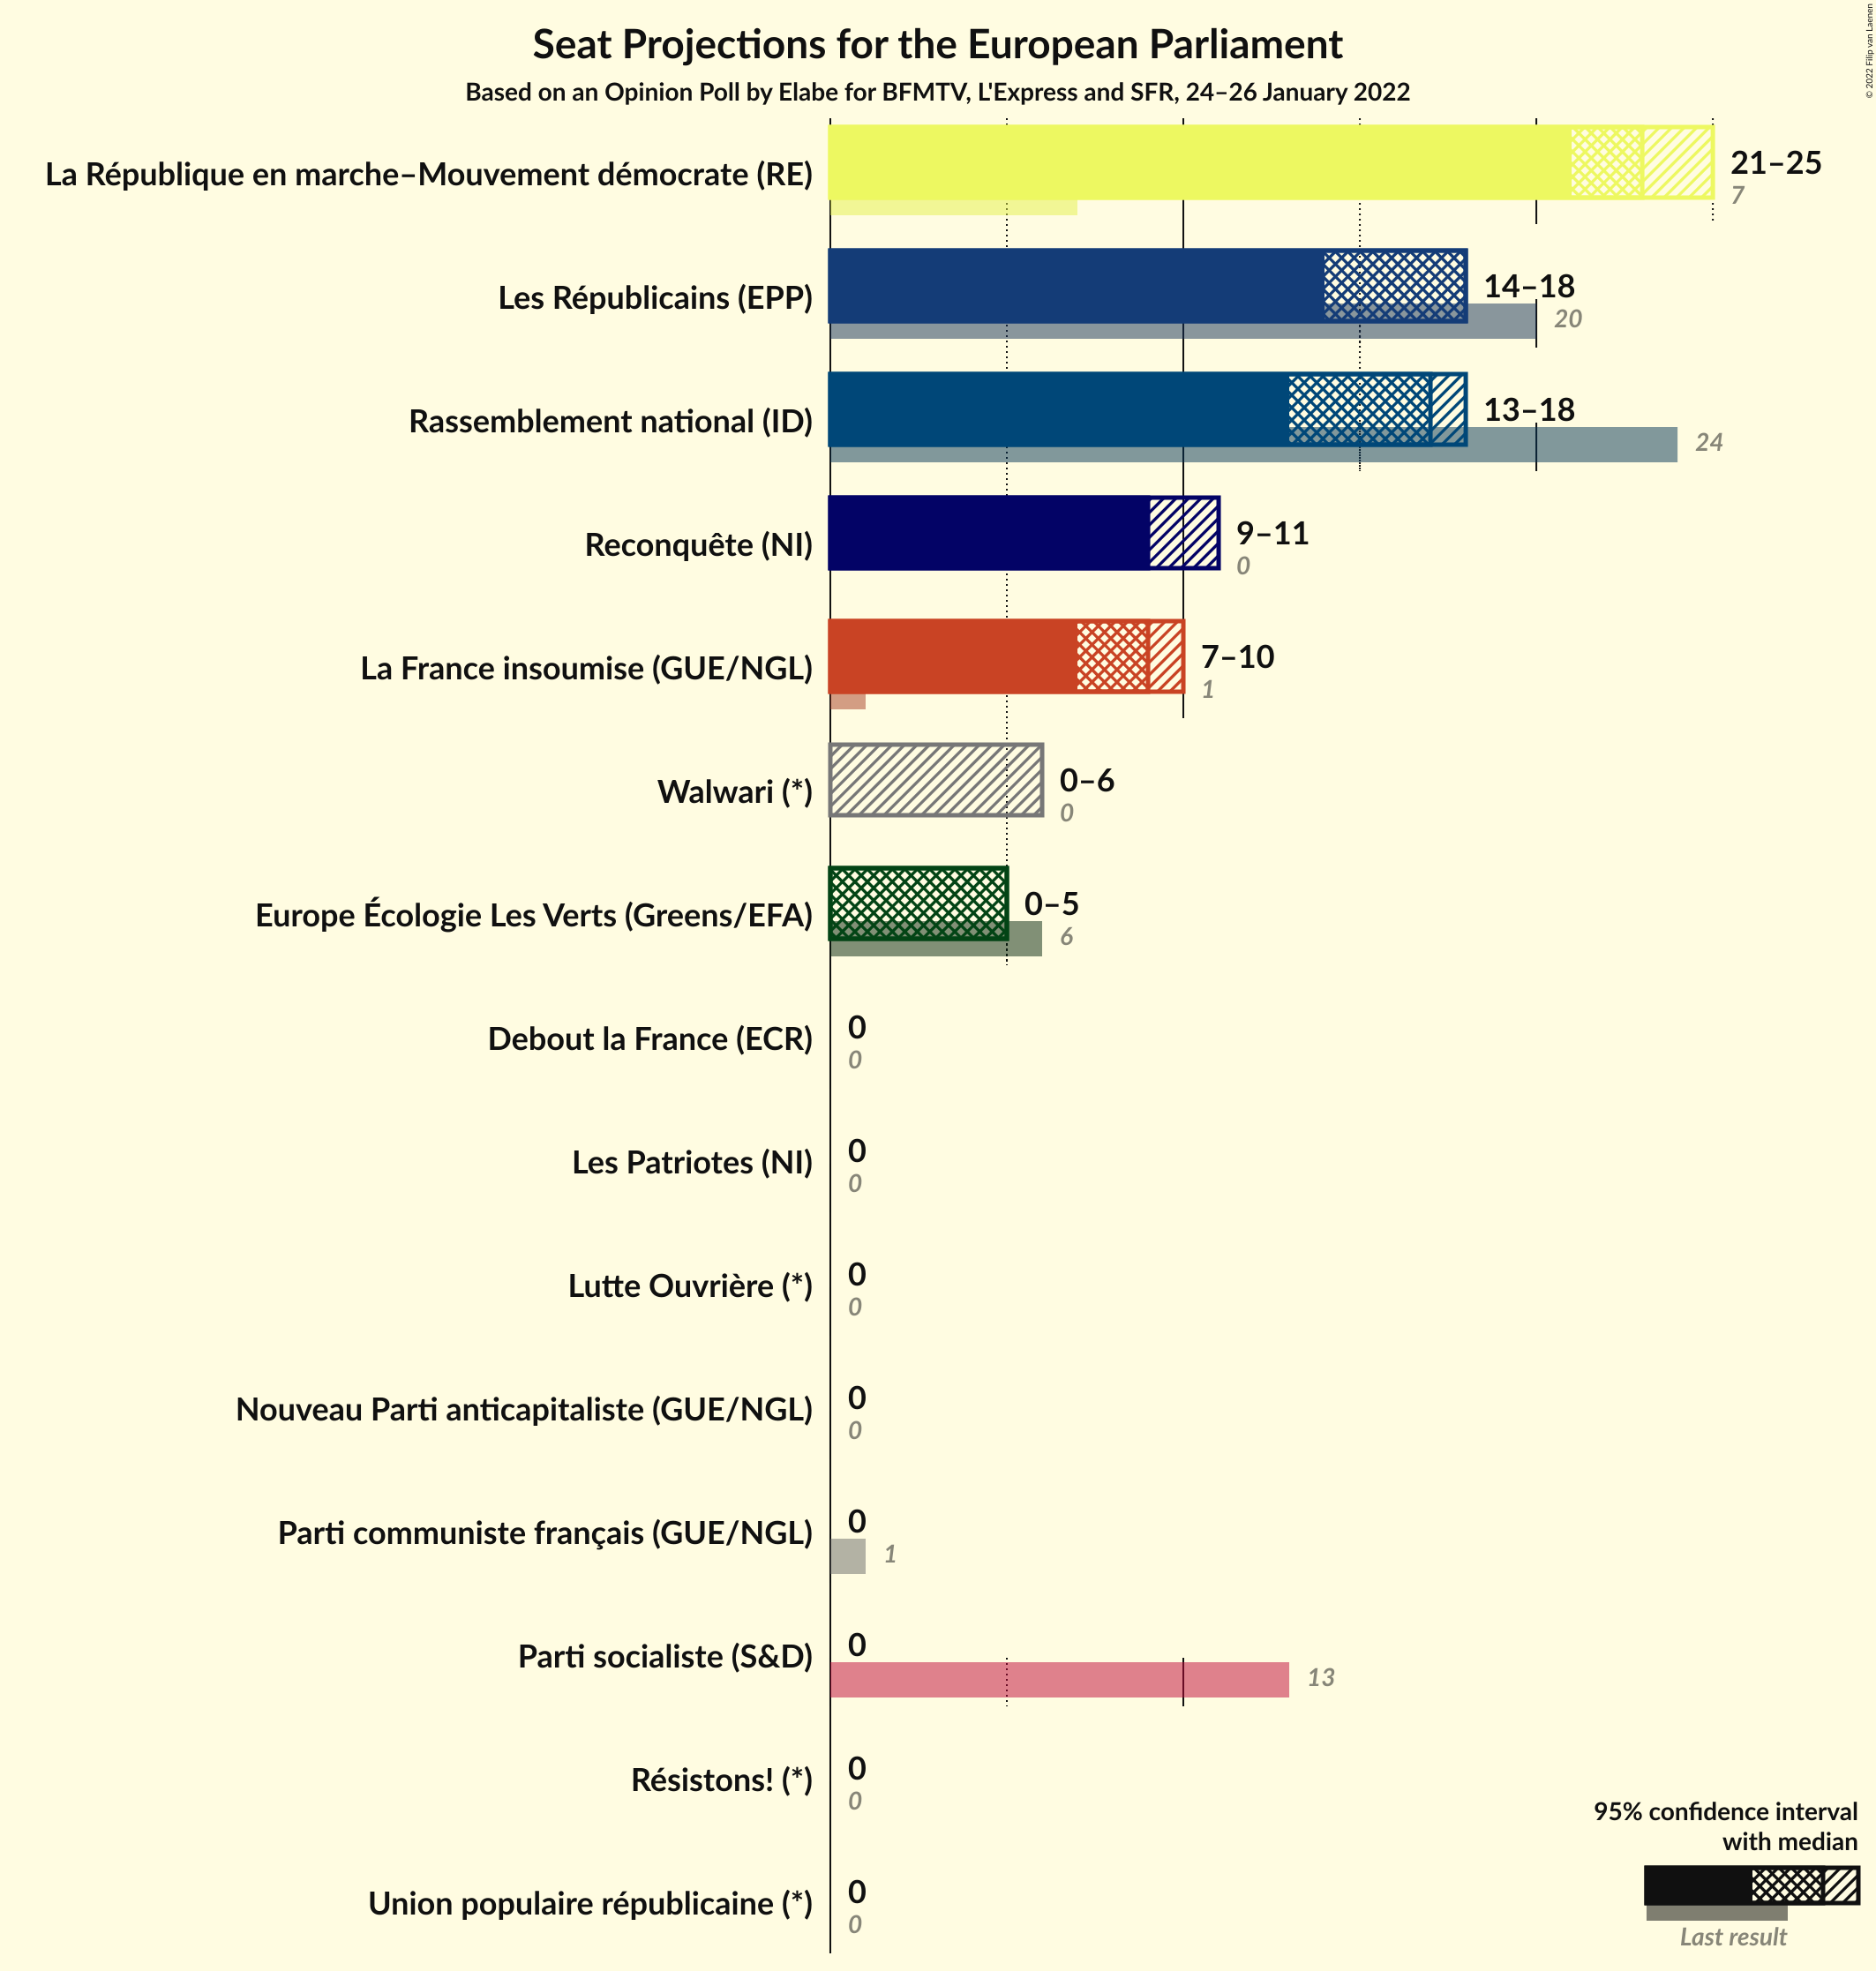 Seat Projections for the European Parliament
Based on an Opinion Poll by Elabe for BFMTV, L'Express and SFR, 24–26 January 2022
© 2022 Filip van Laenen
La République en marche–Mouvement démocrate (RE)
21–25
7
Les Républicains (EPP)
14–18
20
Rassemblement national (ID)
13–18
24
Reconquête (NI)
9–11
0
La France insoumise (GUE/NGL)
7–10
1
Walwari (*)
0–6
0
Europe Écologie Les Verts (Greens/EFA)
0–5
6
Debout la France (ECR)
0
0
Les Patriotes (NI)
0
0
Lutte Ouvrière (*)
0
0
Nouveau Parti anticapitaliste (GUE/NGL)
0
0
Parti communiste français (GUE/NGL)
0
1
Parti socialiste (S&D)
0
13
Résistons! (*)
0
0
Union populaire républicaine (*)
0
0
95% confidence interval
with median
Last result